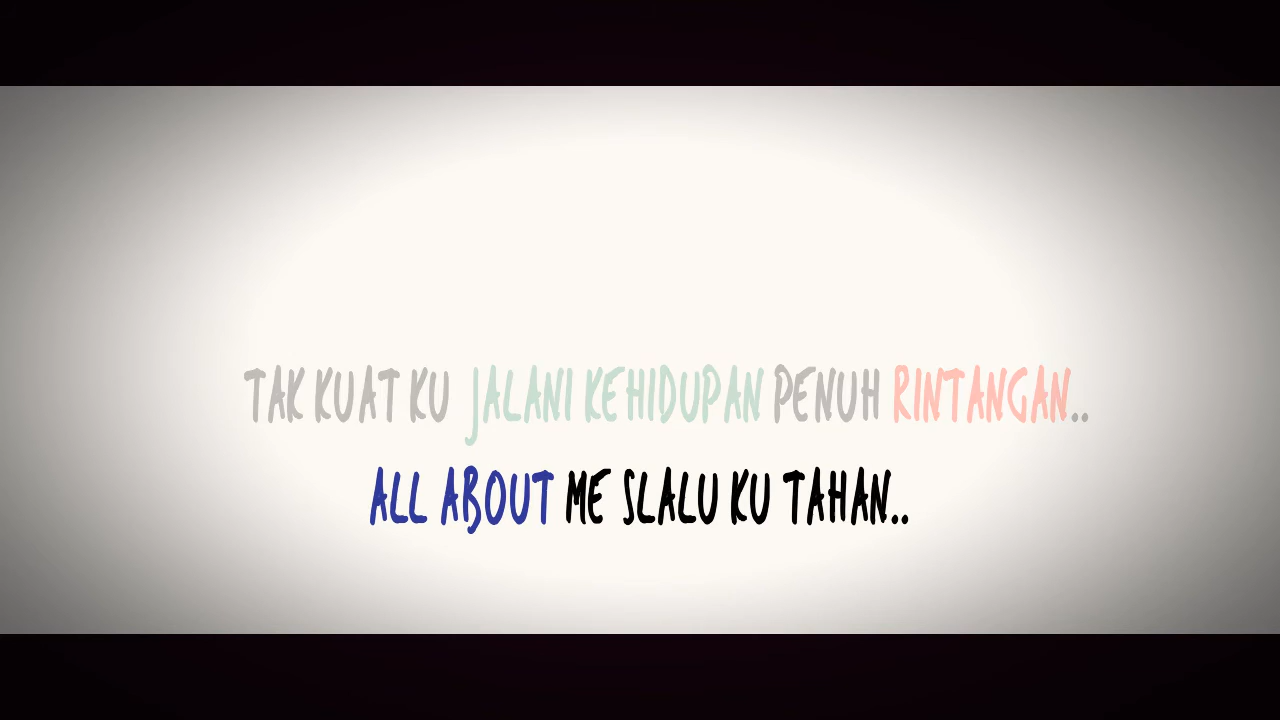 TAK KUAT KU JALANI KEHIDUPAN PENUH RINTANGAN..
ALL ABOUT ME SLALU KU TAHAN..